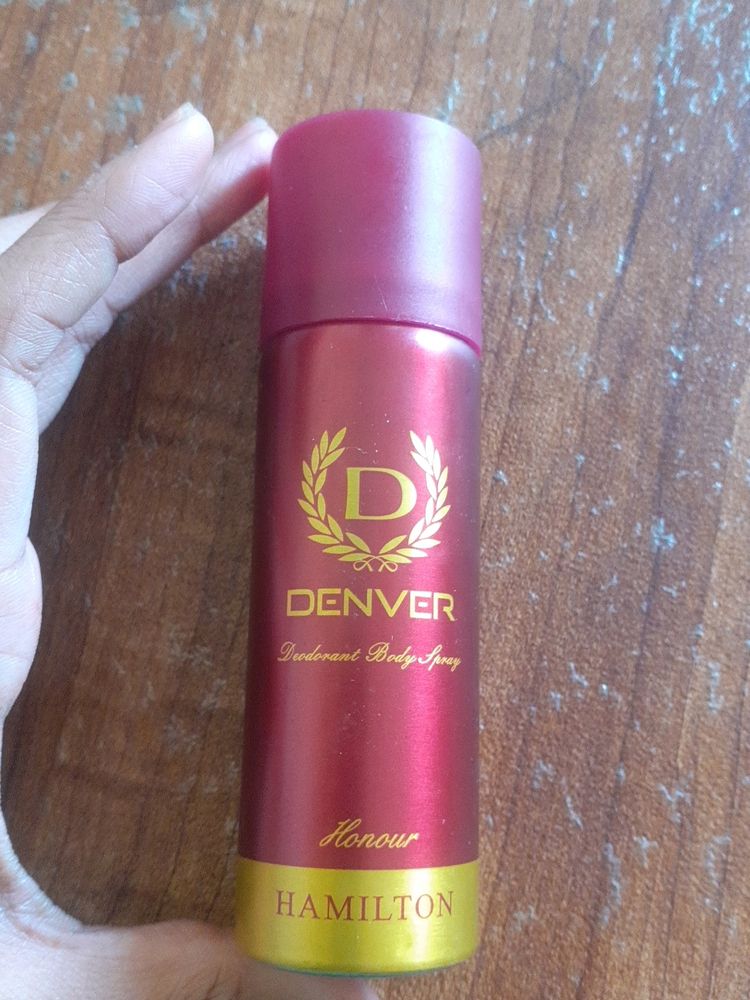 D
DENVER
Deodorant Body Spray
Honour
HAMILTON